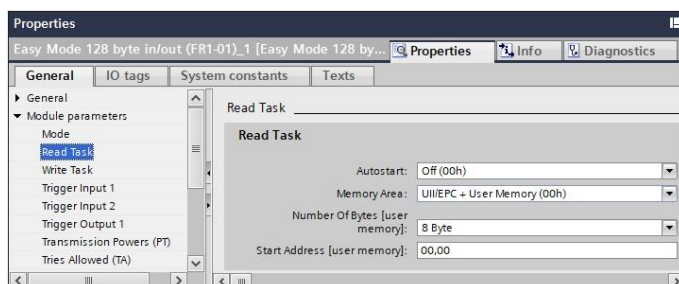 Properties
Easy Mode 128 byte in/out (FR1-01)_1 [Easy Mode 128 by...
Properties
Info
Diagnostics
General
IO tags
System constants
Texts
General
Module parameters
Mode
Read Task
Write Task
Trigger Input 1
Trigger Input 2
Trigger Output 1
Transmission Powers (PT)
Tries Allowed (TA)
Read Task
Read Task
Autostart: Off (00h)
Memory Area: UII/EPC + User Memory (00h)
Number Of Bytes [user
memory]: 8 Byte
Start Address [user memory]: 00,00